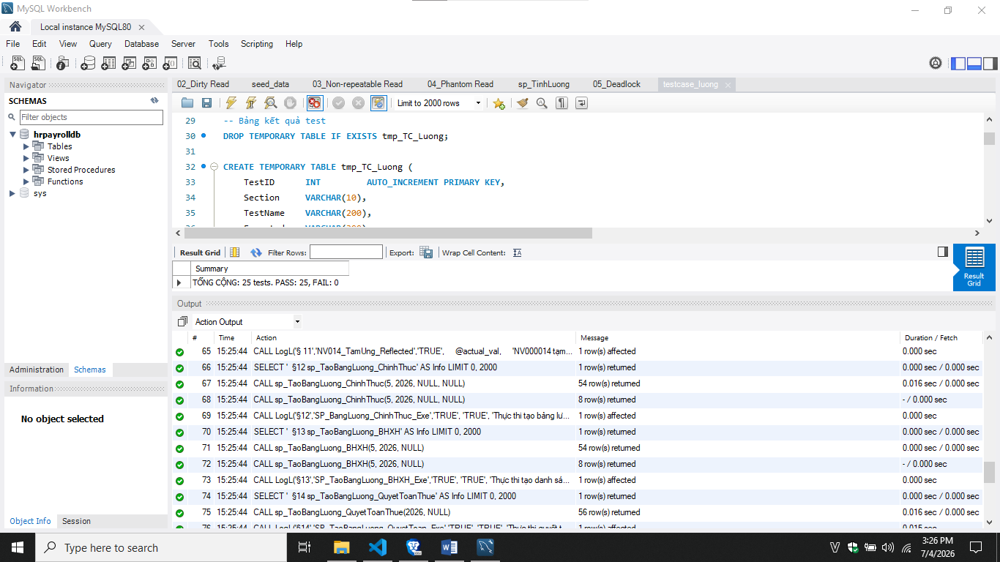 MySQL Workbench
Local instance MySQL80
File Edit View Query Database Server Tools Scripting Help
Navigator
SCHEMAS
Filter objects
hrpayrolldb
Tables
Views
Stored Procedures
Functions
sys
Administration Schemas
Information
No object selected
Object Info Session
02_Dirty Read seed_data 03_Non-repeatable Read 04_Phantom Read sp_TinhLuong 05_Deadlock testcase_luong
Limit to 2000 rows
29 -- Bảng kết quả test
30 DROP TEMPORARY TABLE IF EXISTS tmp_TC_Luong;
31
32 CREATE TEMPORARY TABLE tmp_TC_Luong (
33 TestID INT AUTO_INCREMENT PRIMARY KEY,
34 Section VARCHAR(10),
35 TestName VARCHAR(200),
Result Grid Filter Rows: Export: Wrap Cell Content:
Summary
TỔNG CỘNG: 25 tests. PASS: 25, FAIL: 0
Result Grid
Output
Action Output
# Time Action Message Duration / Fetch
65 15:25:44 CALL LogL('§ 11','NV014_TamUng_Reflected','TRUE', @actual_val, 'NV000014 tạm... 1 row(s) affected 0.000 sec
66 15:25:44 SELECT ' §12 sp_TaoBangLuong_ChinhThuc' AS Info LIMIT 0, 2000 1 row(s) returned 0.000 sec / 0.000 sec
67 15:25:44 CALL sp_TaoBangLuong_ChinhThuc(5, 2026, NULL, NULL) 54 row(s) returned 0.016 sec / 0.000 sec
68 15:25:44 CALL sp_TaoBangLuong_ChinhThuc(5, 2026, NULL, NULL) 8 row(s) returned - / 0.000 sec
69 15:25:44 CALL LogL('§12','SP_BangLuong_ChinhThuc_Exe','TRUE', 'TRUE', 'Thực thi tạo bảng lư... 1 row(s) affected 0.000 sec
70 15:25:44 SELECT ' §13 sp_TaoBangLuong_BHXH' AS Info LIMIT 0, 2000 1 row(s) returned 0.000 sec / 0.000 sec
71 15:25:44 CALL sp_TaoBangLuong_BHXH(5, 2026, NULL) 54 row(s) returned 0.000 sec / 0.000 sec
72 15:25:44 CALL sp_TaoBangLuong_BHXH(5, 2026, NULL) 8 row(s) returned - / 0.000 sec
73 15:25:44 CALL LogL('§13','SP_TaoBangLuong_BHXH_Exe','TRUE', 'TRUE', 'Thực thi tạo danh sá... 1 row(s) affected 0.000 sec
74 15:25:44 SELECT ' §14 sp_TaoBangLuong_QuyetToanThue' AS Info LIMIT 0, 2000 1 row(s) returned 0.000 sec / 0.000 sec
75 15:25:44 CALL sp_TaoBangLuong_QuyetToanThue(2026, NULL) 56 row(s) returned 0.016 sec / 0.000 sec
76 15:25:44 CALL LogL('§14','SP_TaoBangLuong_QuyetToan_Exe','TRUE', 'TRUE', 'Thực thi quyết t... 1 row(s) affected 0.015 sec
Type here to search
3:26 PM
7/4/2026